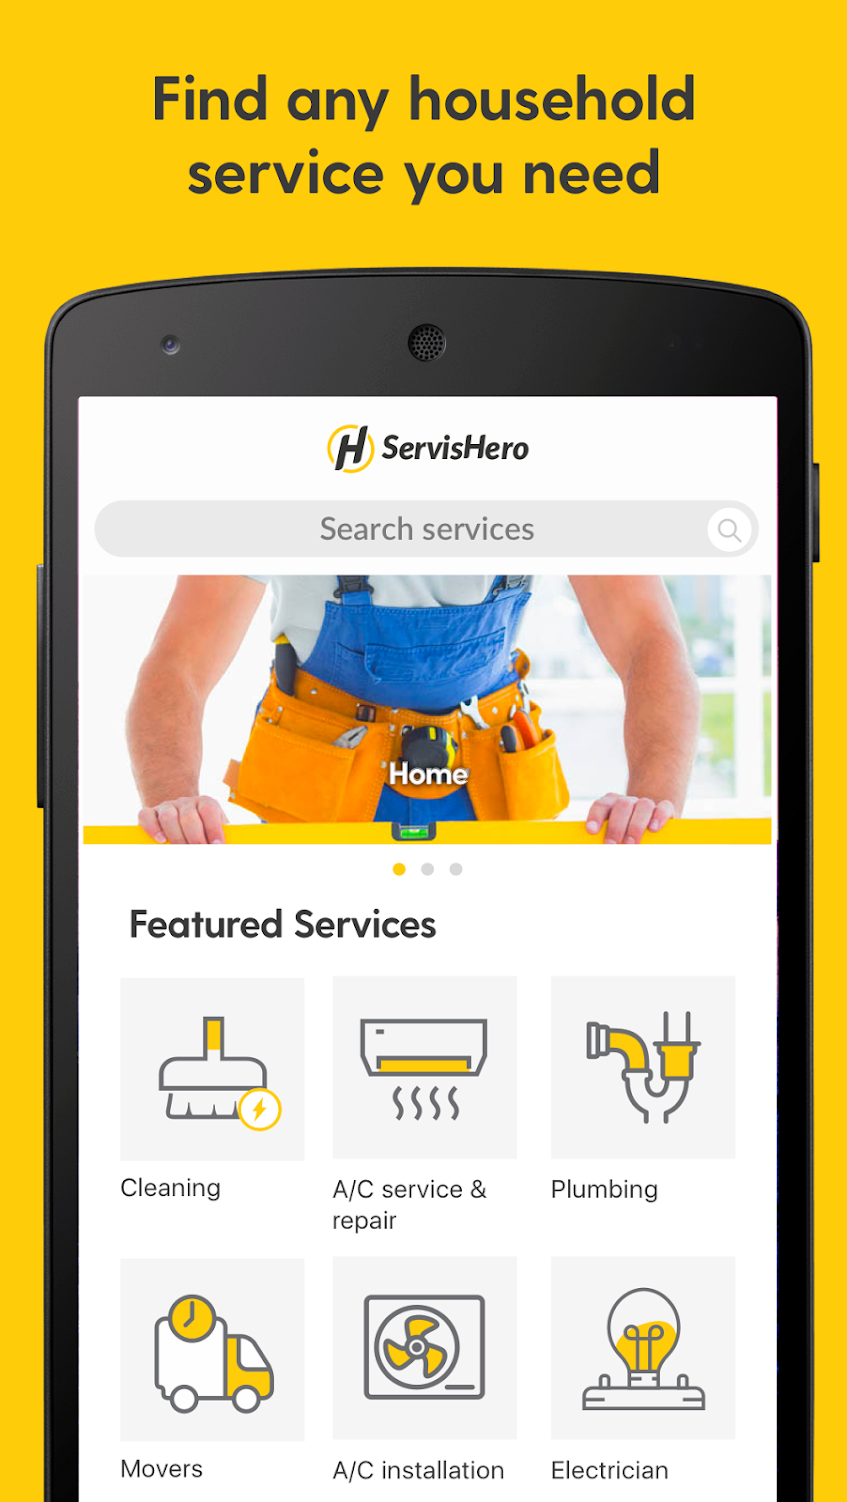 Find any household
service you need
H ServisHero
Search services
Home
Featured Services
Cleaning
A/C service &
repair
Plumbing
Movers
A/C installation
Electrician